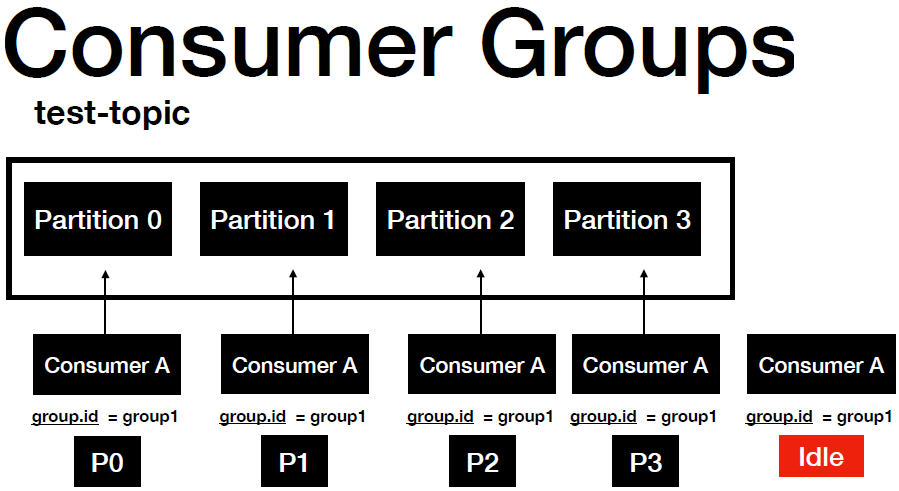 Consumer Groups
test-topic
Partition 0 Partition 1 Partition 2 Partition 3
Consumer A Consumer A Consumer A Consumer A Consumer A
group.id = group1 group.id = group1 group.id = group1 group.id = group1 group.id = group1
P0 P1 P2 P3 Idle